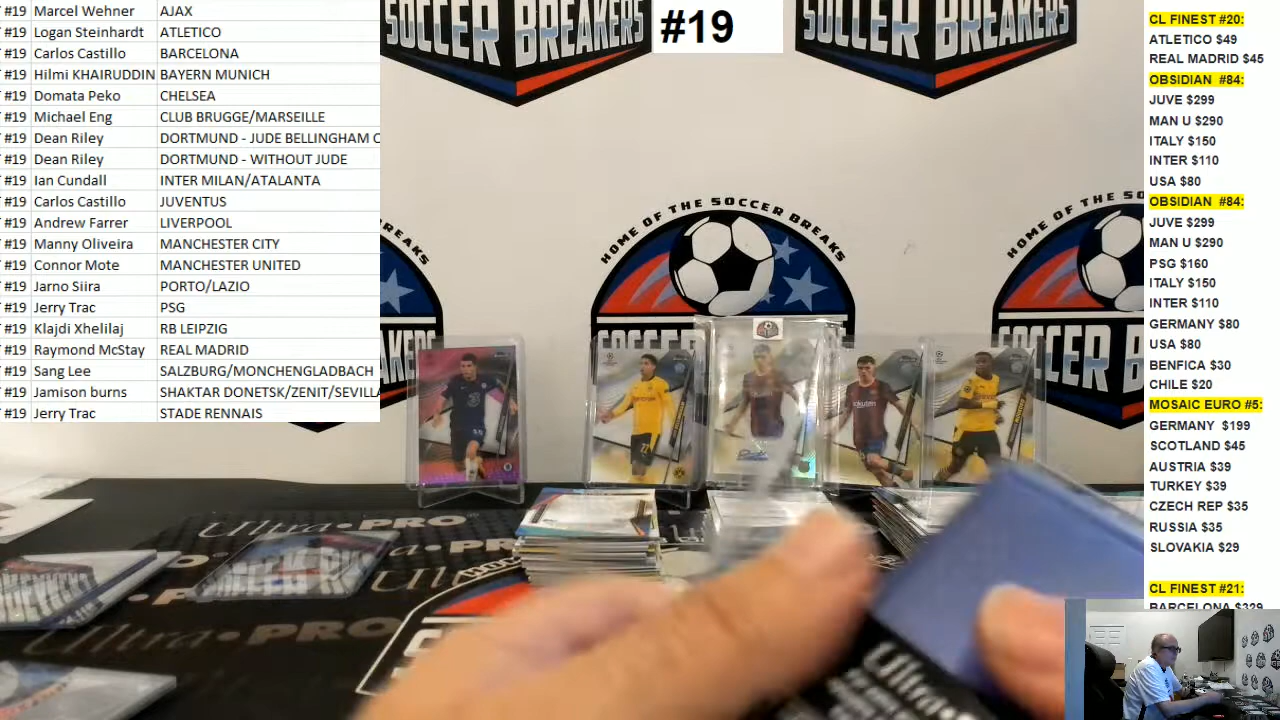 #19 Marcel Wehner AJAX
#19 Logan Steinhardt ATLETICO
#19 Carlos Castillo BARCELONA
#19 Hilmi KHAIRUDDIN BAYERN MUNICH
#19 Domata Peko CHELSEA
#19 Michael Eng CLUB BRUGGE/MARSEILLE
#19 Dean Riley DORTMUND - JUDE BELLINGHAM
#19 Dean Riley DORTMUND - WITHOUT JUDE
#19 Ian Cundall INTER MILAN/ATALANTA
#19 Carlos Castillo JUVENTUS
#19 Andrew Farrer LIVERPOOL
#19 Manny Oliveira MANCHESTER CITY
#19 Connor Mote MANCHESTER UNITED
#19 Jarno Siira PORTO/LAZIO
#19 Jerry Trac PSG
#19 Klajdi Xhelilaj RB LEIPZIG
#19 Raymond McStay REAL MADRID
#19 Sang Lee SALZBURG/MONCHENGLADBACH
#19 Jamison burns SHAKTAR DONETSK/ZENIT/SEVILLA
#19 Jerry Trac STADE RENNAIS
SOCCER BREAKERS
#19
SOCCER BREAKERS
HOME OF THE SOCCER BREAKS
SOCCER
BREAKS
HOME OF THE
SOCCER B
Ultra•PRO
Ultra•PRO
Ultra
CL FINEST #20:
ATLETICO $49
REAL MADRID $45
OBSIDIAN #84:
JUVE $299
MAN U $290
ITALY $150
INTER $110
USA $80
OBSIDIAN #84:
JUVE $299
MAN U $290
PSG $160
ITALY $150
INTER $110
GERMANY $80
USA $80
BENFICA $30
CHILE $20
MOSAIC EURO #5:
GERMANY $199
SCOTLAND $45
AUSTRIA $39
TURKEY $39
CZECH REP $35
RUSSIA $35
SLOVAKIA $29
CL FINEST #21:
BARCELONA $329